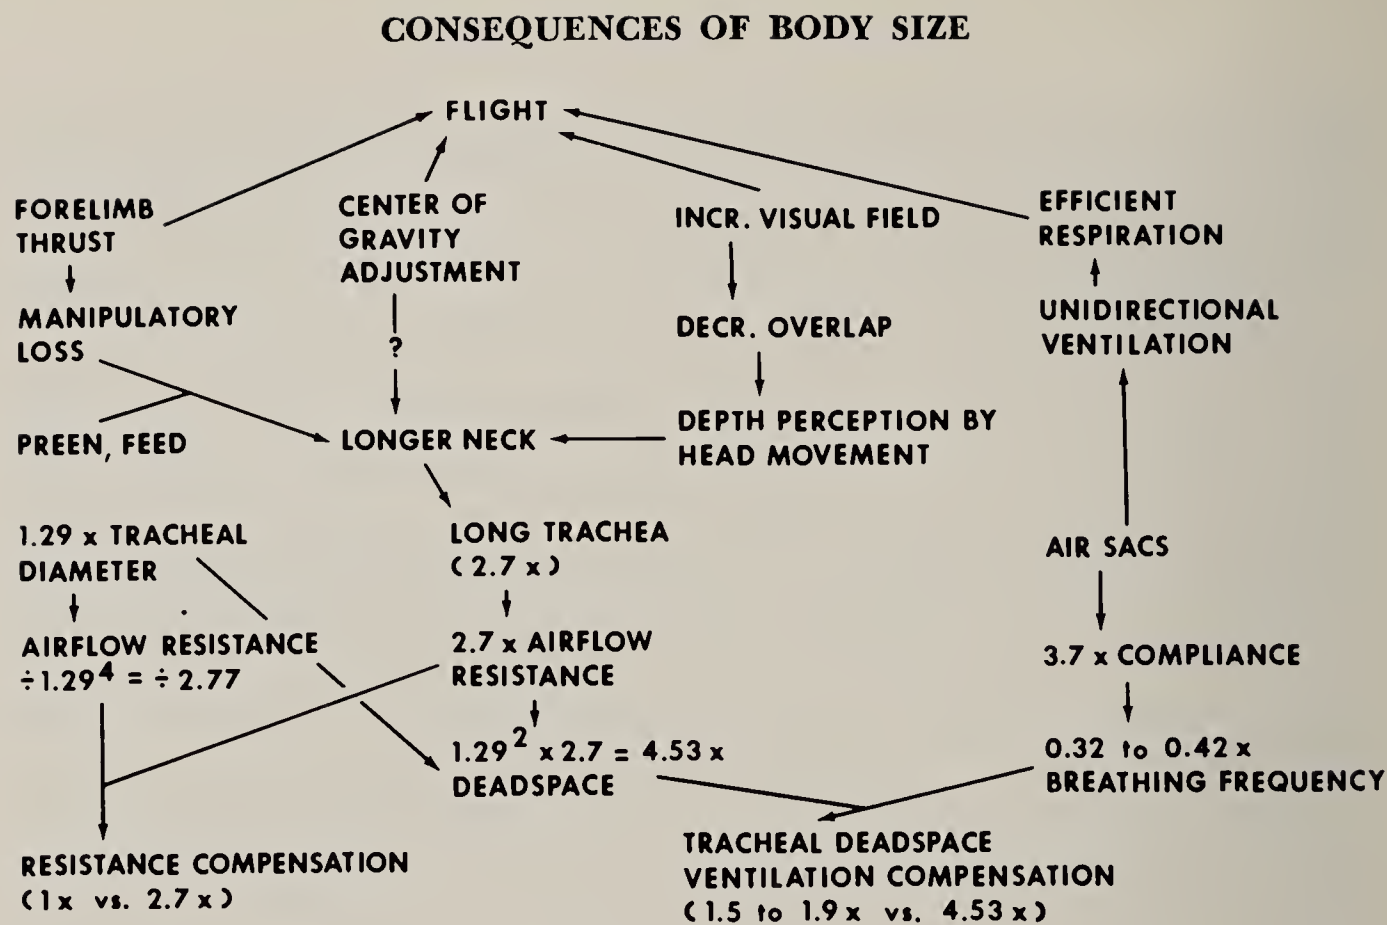 CONSEQUENCES OF BODY SIZE
FLIGHT
FORELIMB
THRUST
CENTER OF
GRAVITY
ADJUSTMENT
INCR. VISUAL FIELD
EFFICIENT
RESPIRATION
MANIPULATORY
LOSS
?
DECR. OVERLAP
UNIDIRECTIONAL
VENTILATION
PREEN, FEED
LONGER NECK
DEPTH PERCEPTION BY
HEAD MOVEMENT
1.29 x TRACHEAL
DIAMETER
LONG TRACHEA
(2.7 x)
AIR SACS
AIRFLOW RESISTANCE
÷1.29⁴ = ÷2.77
2.7 x AIRFLOW
RESISTANCE
3.7 x COMPLIANCE
1.29² x 2.7 = 4.53 x
DEADSPACE
0.32 to 0.42 x
BREATHING FREQUENCY
RESISTANCE COMPENSATION
(1x vs. 2.7x)
TRACHEAL DEADSPACE
VENTILATION COMPENSATION
(1.5 to 1.9x vs. 4.53x)